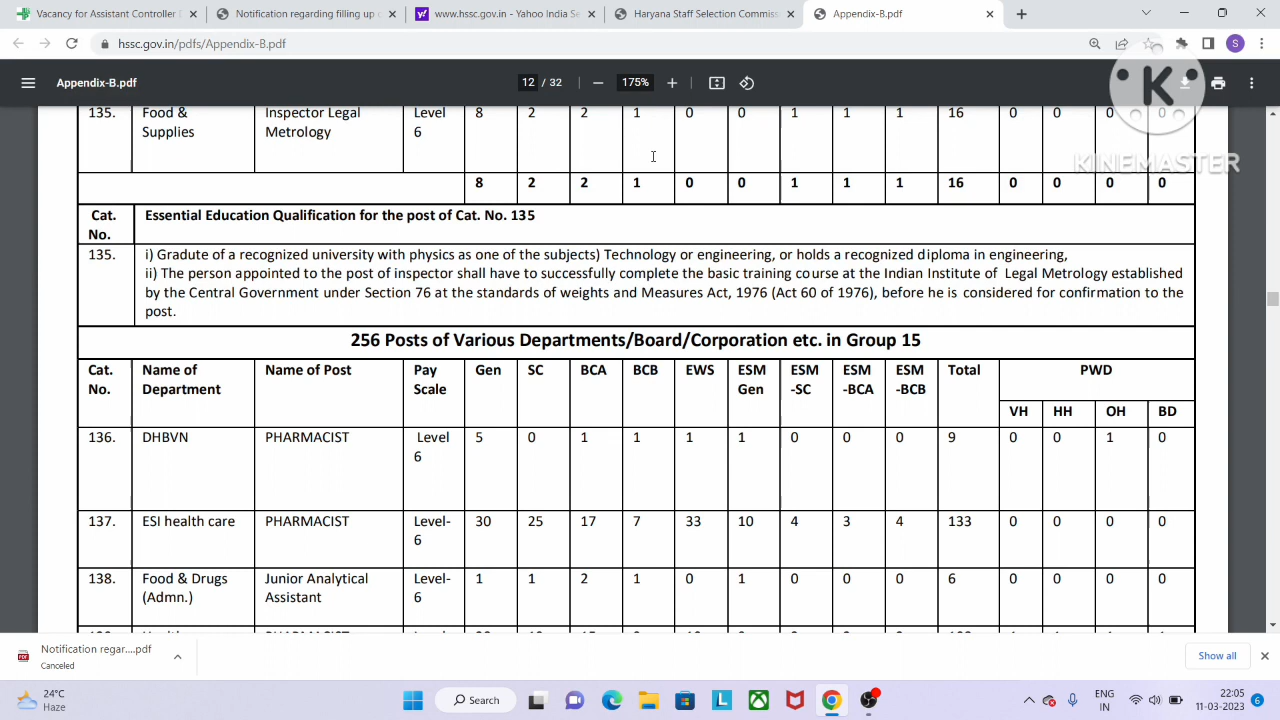 Vacancy for Assistant Controller
Notification regarding filling up o
www.hssc.gov.in - Yahoo India Se
Haryana Staff Selection Commiss
Appendix-B.pdf
hssc.gov.in/pdfs/Appendix-B.pdf
S
Appendix-B.pdf
12 / 32
175%
K
KINEMASTER
135. Food & Supplies Inspector Legal Metrology Level 6 8 2 2 1 0 0 1 1 1 16 0 0 0 0
8 2 2 1 0 0 1 1 1 16 0 0 0 0
Cat. No. Essential Education Qualification for the post of Cat. No. 135
135. i) Gradute of a recognized university with physics as one of the subjects) Technology or engineering, or holds a recognized diploma in engineering,
ii) The person appointed to the post of inspector shall have to successfully complete the basic training course at the Indian Institute of Legal Metrology established
by the Central Government under Section 76 at the standards of weights and Measures Act, 1976 (Act 60 of 1976), before he is considered for confirmation to the
post.
256 Posts of Various Departments/Board/Corporation etc. in Group 15
Cat. No. Name of Department Name of Post Pay Scale Gen SC BCA BCB EWS ESM Gen ESM -SC ESM -BCA ESM -BCB Total PWD
VH HH OH BD
136. DHBVN PHARMACIST Level 6 5 0 1 1 1 1 0 0 0 9 0 0 1 0
137. ESI health care PHARMACIST Level- 6 30 25 17 7 33 10 4 3 4 133 0 0 0 0
138. Food & Drugs (Admn.) Junior Analytical Assistant Level- 6 1 1 2 1 0 1 0 0 0 6 0 0 0 0
Notification regar....pdf
Canceled
Show all
24°C
Haze
Search
ENG
IN
22:05
11-03-2023
6